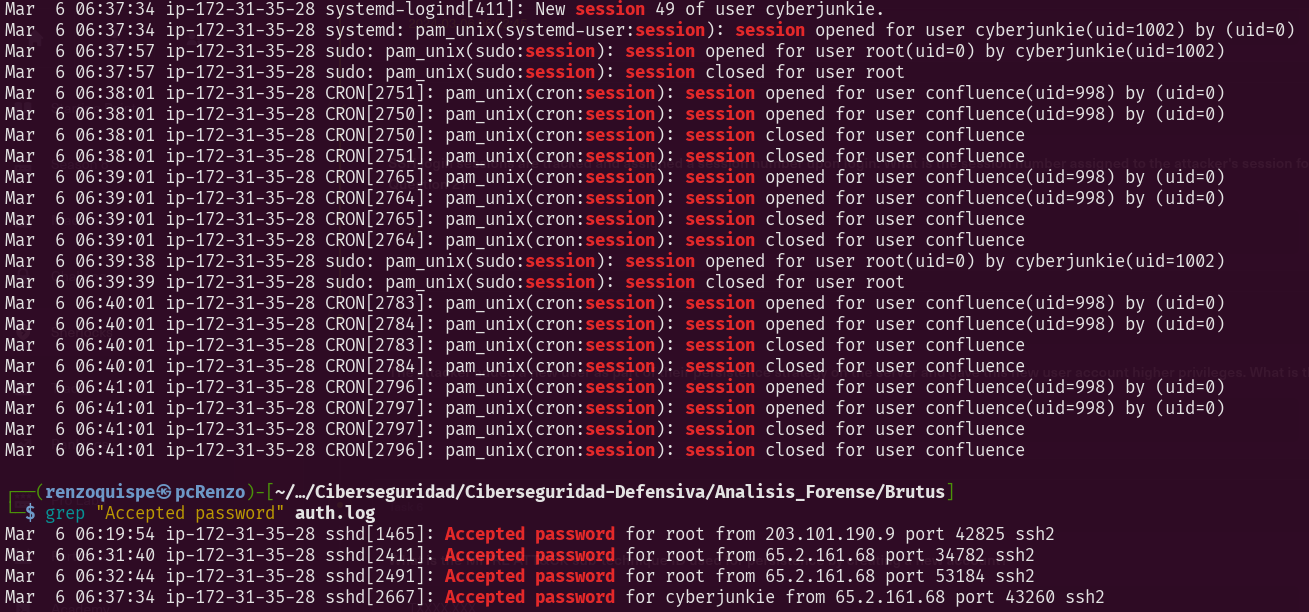 Mar  6 06:37:34 ip-172-31-35-28 systemd-logind[411]: New session 49 of user cyberjunkie.
Mar  6 06:37:34 ip-172-31-35-28 systemd: pam_unix(systemd-user:session): session opened for user cyberjunkie(uid=1002) by (uid=0)
Mar  6 06:37:57 ip-172-31-35-28 sudo: pam_unix(sudo:session): session opened for user root(uid=0) by cyberjunkie(uid=1002)
Mar  6 06:37:57 ip-172-31-35-28 sudo: pam_unix(sudo:session): session closed for user root
Mar  6 06:38:01 ip-172-31-35-28 CRON[2751]: pam_unix(cron:session): session opened for user confluence(uid=998) by (uid=0)
Mar  6 06:38:01 ip-172-31-35-28 CRON[2750]: pam_unix(cron:session): session opened for user confluence(uid=998) by (uid=0)
Mar  6 06:38:01 ip-172-31-35-28 CRON[2750]: pam_unix(cron:session): session closed for user confluence
Mar  6 06:38:01 ip-172-31-35-28 CRON[2751]: pam_unix(cron:session): session closed for user confluence
Mar  6 06:39:01 ip-172-31-35-28 CRON[2765]: pam_unix(cron:session): session opened for user confluence(uid=998) by (uid=0)
Mar  6 06:39:01 ip-172-31-35-28 CRON[2764]: pam_unix(cron:session): session opened for user confluence(uid=998) by (uid=0)
Mar  6 06:39:01 ip-172-31-35-28 CRON[2765]: pam_unix(cron:session): session closed for user confluence
Mar  6 06:39:01 ip-172-31-35-28 CRON[2764]: pam_unix(cron:session): session closed for user confluence
Mar  6 06:39:38 ip-172-31-35-28 sudo: pam_unix(sudo:session): session opened for user root(uid=0) by cyberjunkie(uid=1002)
Mar  6 06:39:39 ip-172-31-35-28 sudo: pam_unix(sudo:session): session closed for user root
Mar  6 06:40:01 ip-172-31-35-28 CRON[2783]: pam_unix(cron:session): session opened for user confluence(uid=998) by (uid=0)
Mar  6 06:40:01 ip-172-31-35-28 CRON[2784]: pam_unix(cron:session): session opened for user confluence(uid=998) by (uid=0)
Mar  6 06:40:01 ip-172-31-35-28 CRON[2783]: pam_unix(cron:session): session closed for user confluence
Mar  6 06:40:01 ip-172-31-35-28 CRON[2784]: pam_unix(cron:session): session closed for user confluence
Mar  6 06:41:01 ip-172-31-35-28 CRON[2796]: pam_unix(cron:session): session opened for user confluence(uid=998) by (uid=0)
Mar  6 06:41:01 ip-172-31-35-28 CRON[2797]: pam_unix(cron:session): session opened for user confluence(uid=998) by (uid=0)
Mar  6 06:41:01 ip-172-31-35-28 CRON[2797]: pam_unix(cron:session): session closed for user confluence
Mar  6 06:41:01 ip-172-31-35-28 CRON[2796]: pam_unix(cron:session): session closed for user confluence
┌──(renzoquispe㉿pcRenzo)-[~/…/Ciberseguridad/Ciberseguridad-Defensiva/Analisis_Forense/Brutus]
└─$ grep "Accepted password" auth.log
Mar  6 06:19:54 ip-172-31-35-28 sshd[1465]: Accepted password for root from 203.101.190.9 port 42825 ssh2
Mar  6 06:31:40 ip-172-31-35-28 sshd[2411]: Accepted password for root from 65.2.161.68 port 34782 ssh2
Mar  6 06:32:44 ip-172-31-35-28 sshd[2491]: Accepted password for root from 65.2.161.68 port 53184 ssh2
Mar  6 06:37:34 ip-172-31-35-28 sshd[2667]: Accepted password for cyberjunkie from 65.2.161.68 port 43260 ssh2